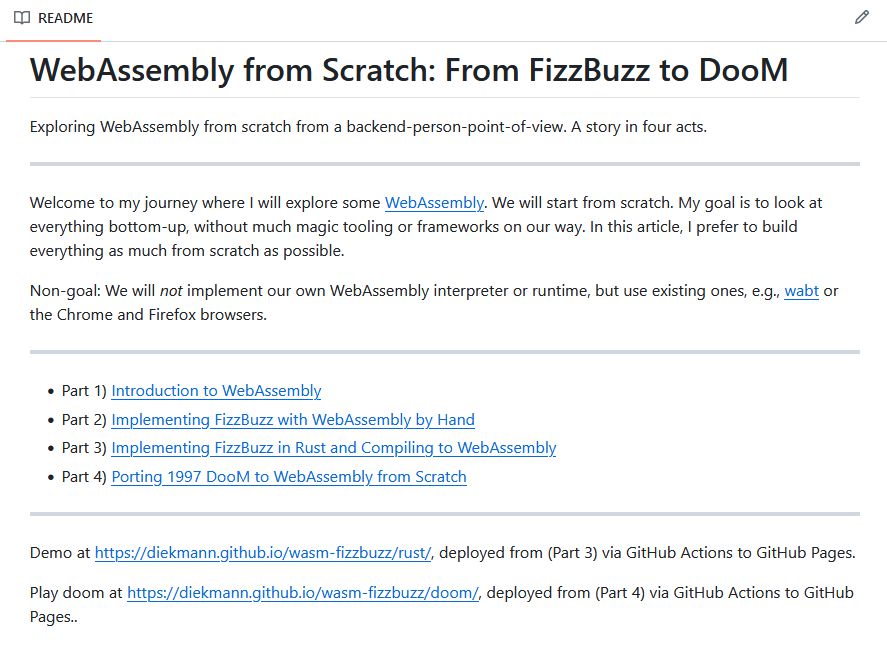 README
WebAssembly from Scratch: From FizzBuzz to DooM
Exploring WebAssembly from scratch from a backend-person-point-of-view. A story in four acts.
Welcome to my journey where I will explore some WebAssembly. We will start from scratch. My goal is to look at
everything bottom-up, without much magic tooling or frameworks on our way. In this article, I prefer to build
everything as much from scratch as possible.
Non-goal: We will not implement our own WebAssembly interpreter or runtime, but use existing ones, e.g., wabt or
the Chrome and Firefox browsers.
• Part 1) Introduction to WebAssembly
• Part 2) Implementing FizzBuzz with WebAssembly by Hand
• Part 3) Implementing FizzBuzz in Rust and Compiling to WebAssembly
• Part 4) Porting 1997 DooM to WebAssembly from Scratch
Demo at https://diekmann.github.io/wasm-fizzbuzz/rust/, deployed from (Part 3) via GitHub Actions to GitHub Pages.
Play doom at https://diekmann.github.io/wasm-fizzbuzz/doom/, deployed from (Part 4) via GitHub Actions to GitHub
Pages..